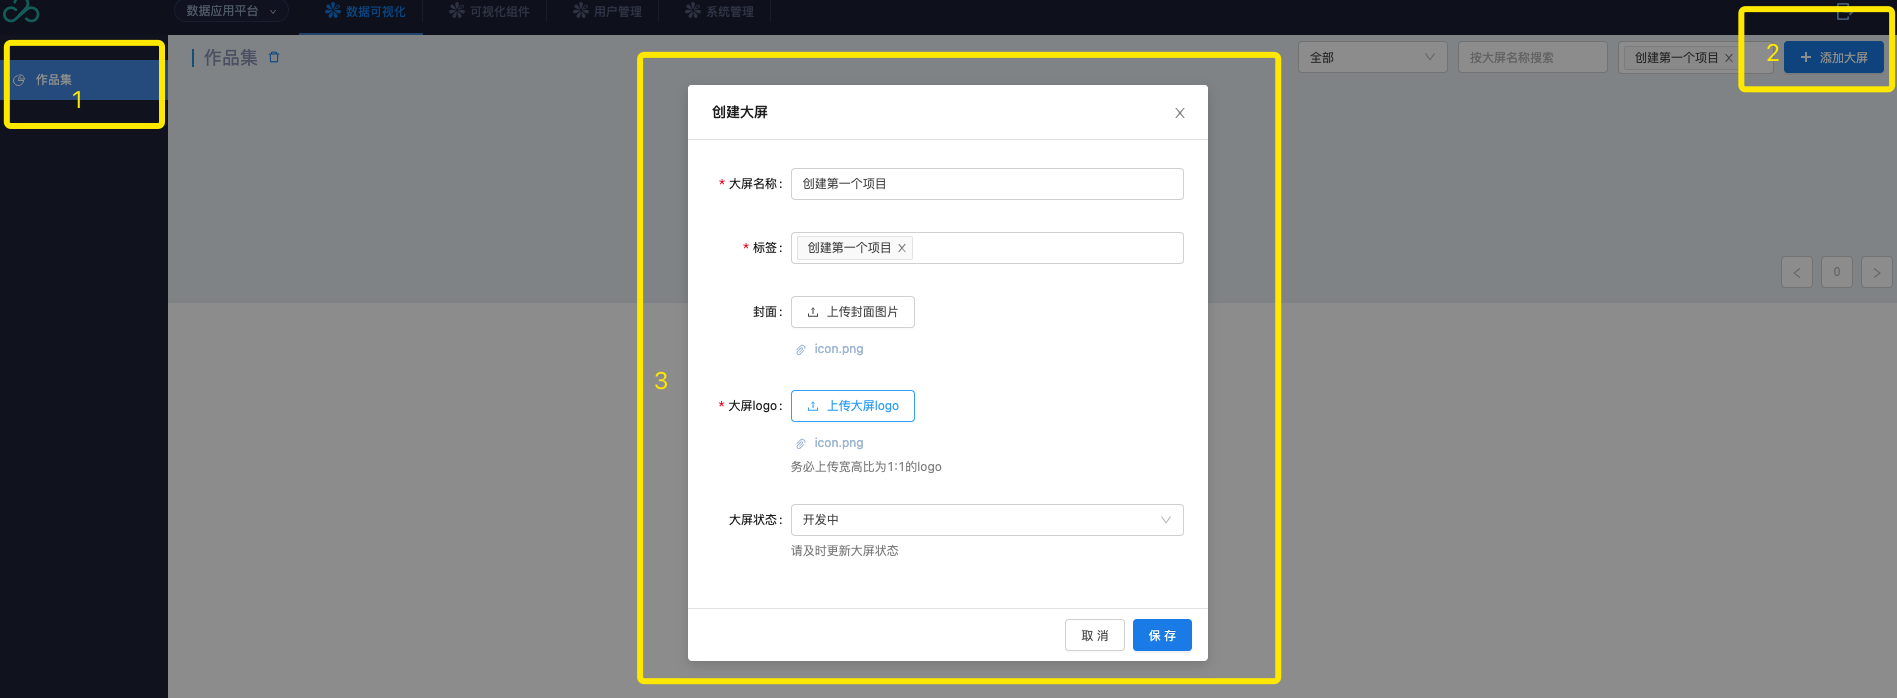 数据应用平台
数据可视化
可视化组件
用户管理
系统管理
作品集
1
作品集
全部
按大屏名称搜索
创建第一个项目
2
添加大屏
创建大屏
* 大屏名称:
创建第一个项目
* 标签:
创建第一个项目
封面:
上传封面图片
icon.png
3
* 大屏logo:
上传大屏logo
icon.png
务必上传宽高比为1:1的logo
大屏状态:
开发中
请及时更新大屏状态
取 消
保 存
0